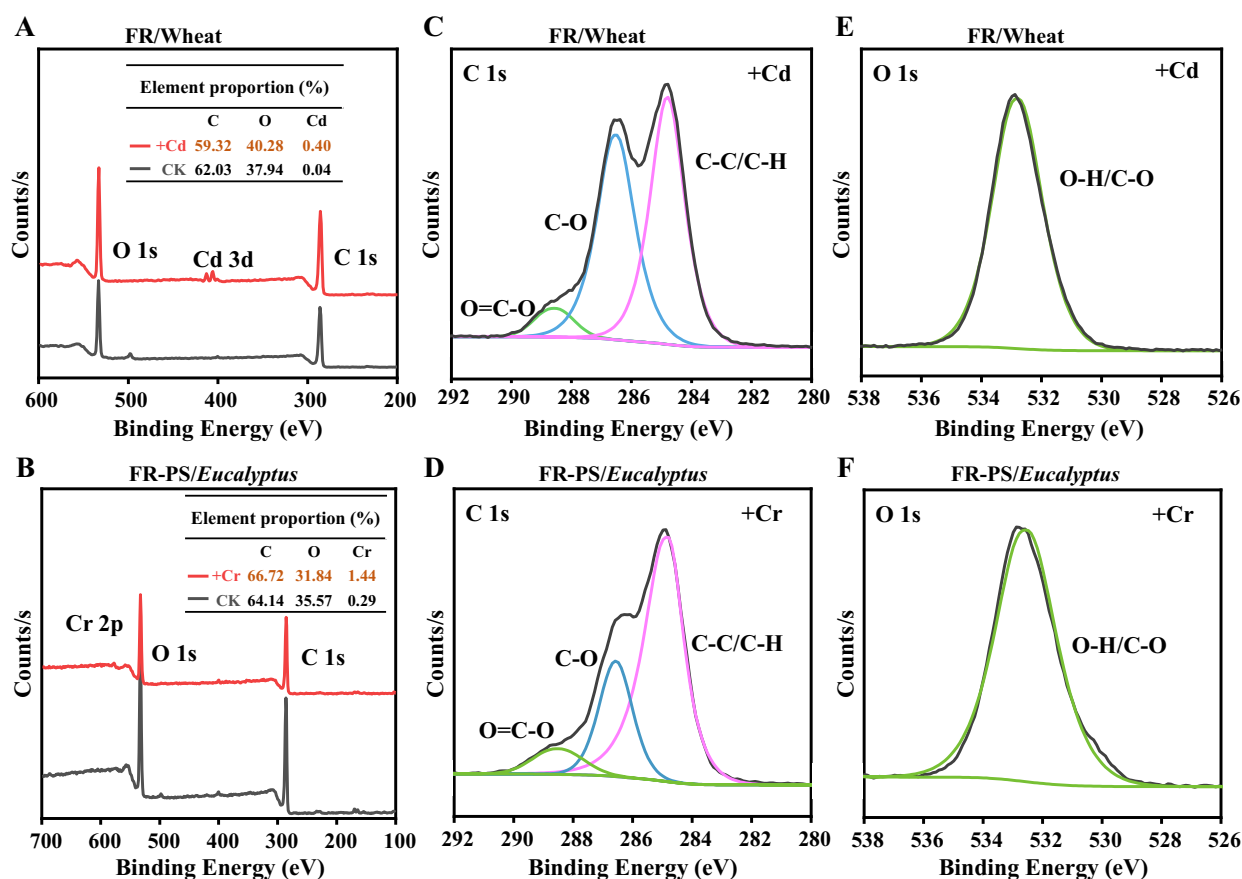 A
FR/Wheat
Element proportion (%)
C O Cd
+Cd 59.32 40.28 0.40
CK 62.03 37.94 0.04
O 1s
Cd 3d
C 1s
Counts/s
600 500 400 300 200
Binding Energy (eV)
C
FR/Wheat
C 1s
+Cd
C-C/C-H
C-O
O=C-O
Counts/s
292 290 288 286 284 282 280
Binding Energy (eV)
E
FR/Wheat
O 1s
+Cd
O-H/C-O
Counts/s
538 536 534 532 530 528 526
Binding Energy (eV)
B
FR-PS/Eucalyptus
Element proportion (%)
C O Cr
+Cr 66.72 31.84 1.44
CK 64.14 35.57 0.29
Cr 2p
O 1s
C 1s
Counts/s
700 600 500 400 300 200 100
Binding Energy (eV)
D
FR-PS/Eucalyptus
C 1s
+Cr
C-O
C-C/C-H
O=C-O
Counts/s
292 290 288 286 284 282 280
Binding Energy (eV)
F
FR-PS/Eucalyptus
O 1s
+Cr
O-H/C-O
Counts/s
538 536 534 532 530 528 526
Binding Energy (eV)